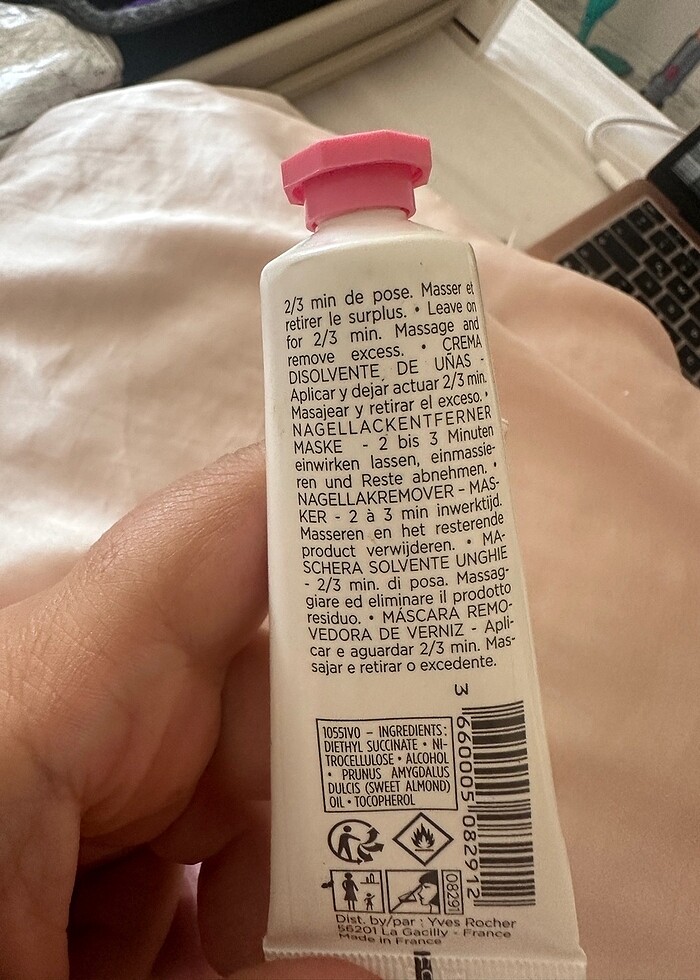 2/3 min de pose. Masser et
retirer le surplus. • Leave on
for 2/3 min. Massage and
remove excess. • CREMA
DISOLVENTE DE UÑAS -
Aplicar y dejar actuar 2/3 min.
Masajear y retirar el exceso. •
NAGELLACKENTFERNER
MASKE - 2 bis 3 Minuten
einwirken lassen, einmassie-
ren und Reste abnehmen. •
NAGELLAKREMOVER - MAS-
KER - 2 à 3 min inwerktijd.
Masseren en het resterende
product verwijderen. • MA-
SCHERA SOLVENTE UNGHIE
- 2/3 min. di posa. Massag-
giare ed eliminare il prodotto
residuo. • MÁSCARA REMO-
VEDORA DE VERNIZ - Apli-
car e aguardar 2/3 min. Mas-
sajar e retirar o excedente.
3 660005 082912
10551VO – INGREDIENTS:
DIETHYL SUCCINATE • NI-
TROCELLULOSE • ALCOHOL
• PRUNUS AMYGDALUS
DULCIS (SWEET ALMOND)
OIL • TOCOPHEROL
08291
Dist. by/par : Yves Rocher
56201 La Gacilly - France
Made in France